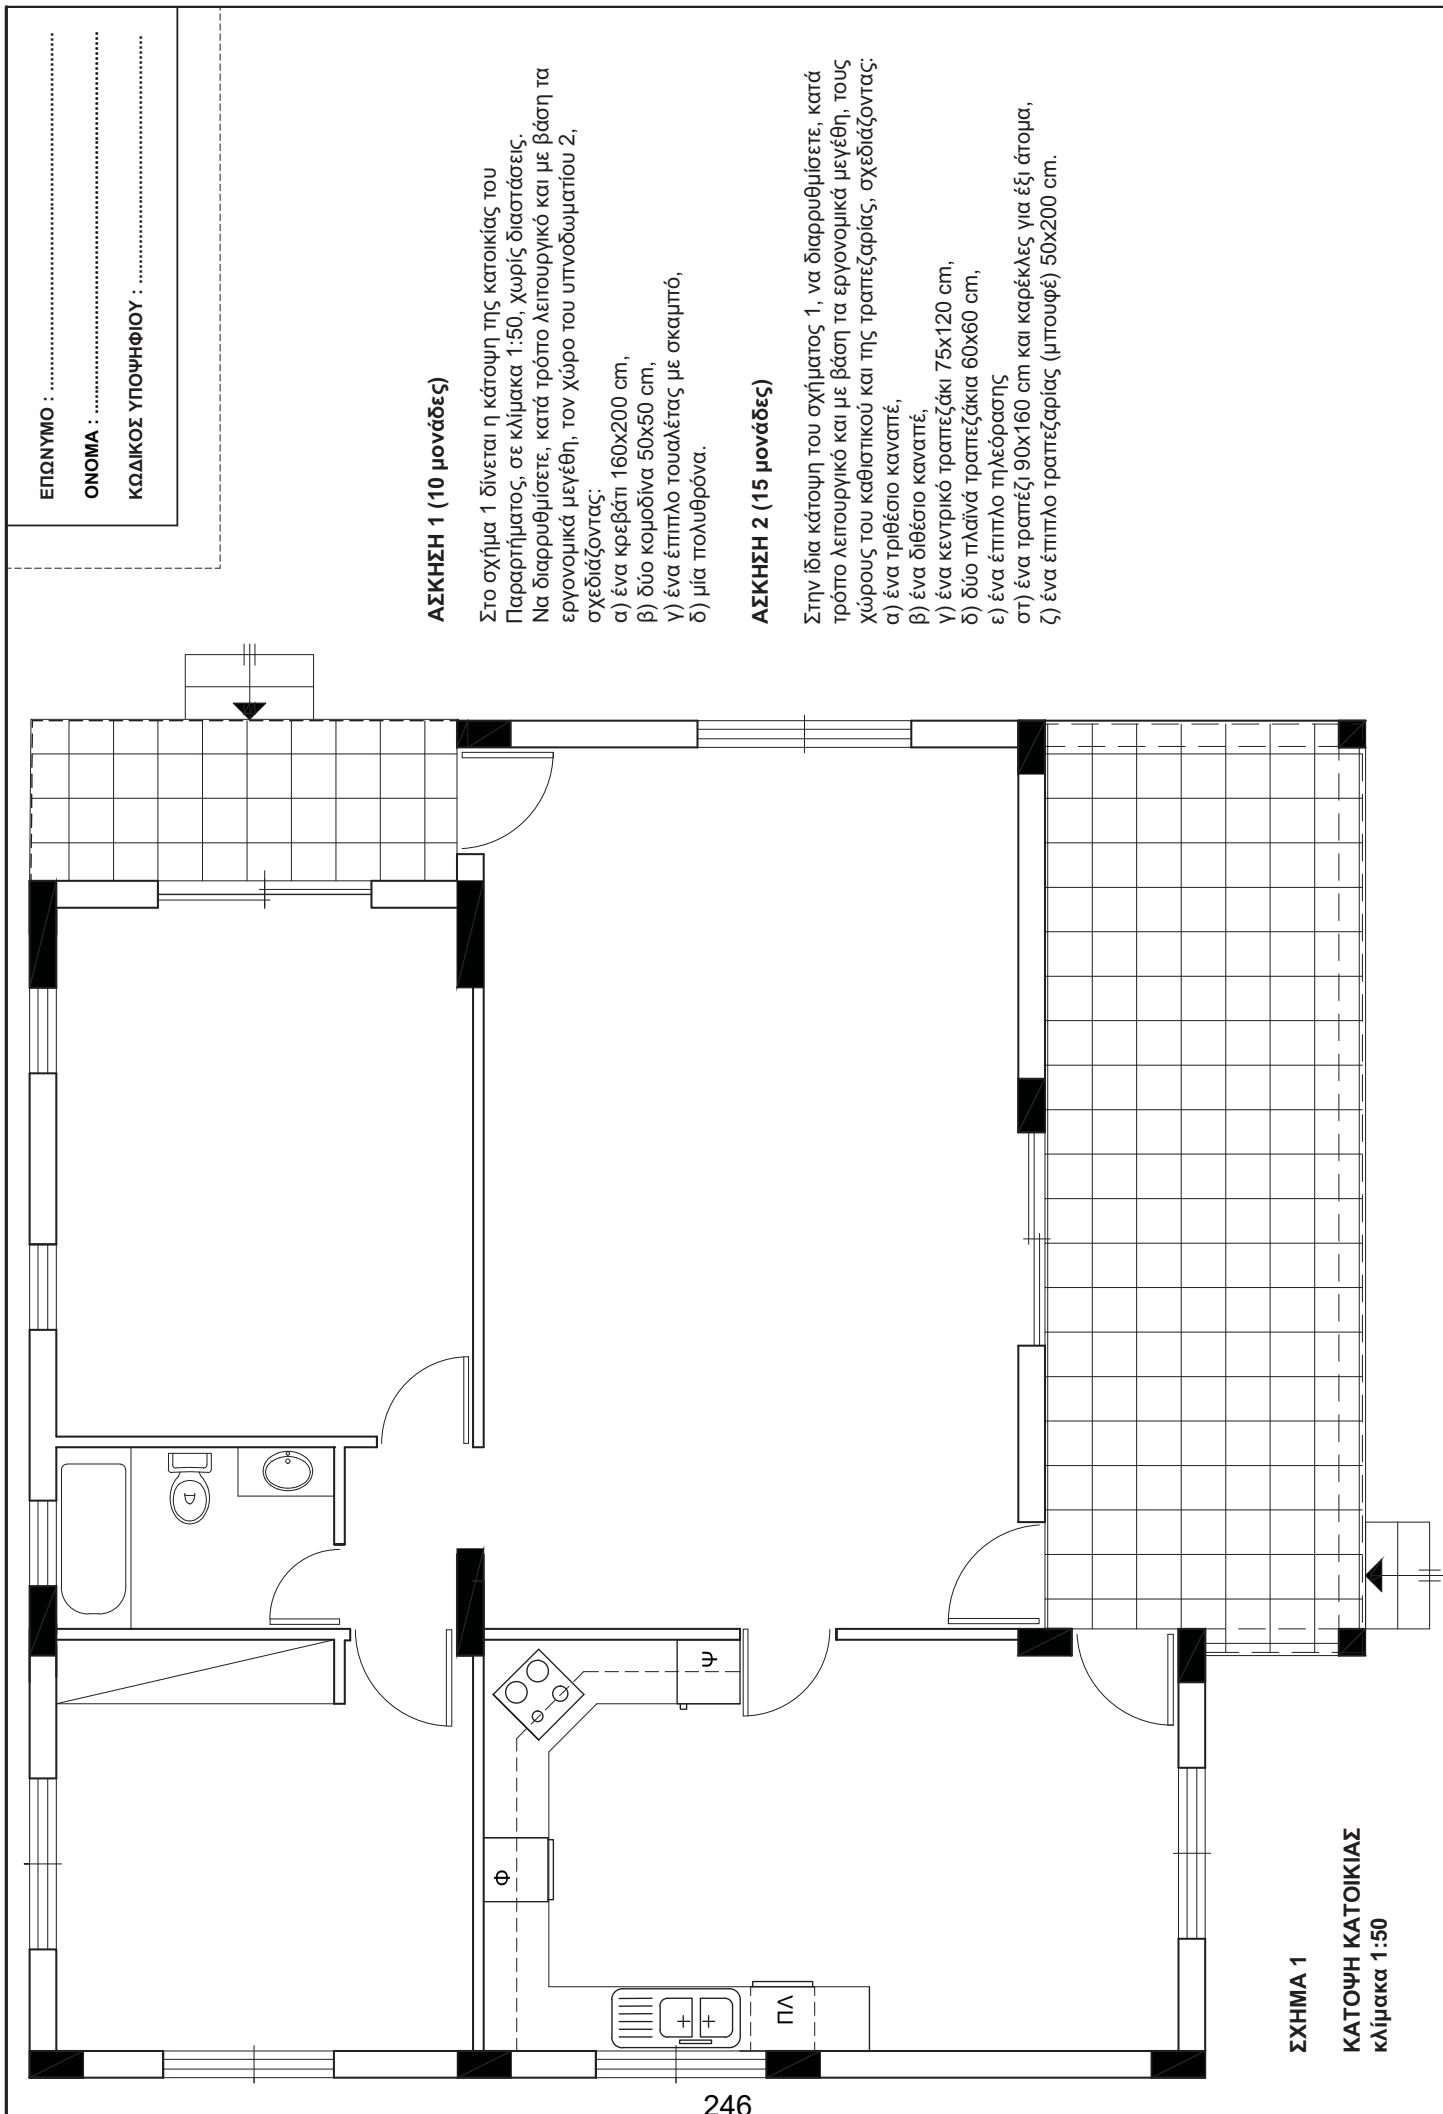 ΕΠΩΝΥΜΟ : ............................................................
ΟΝΟΜΑ : ............................................................
ΚΩΔΙΚΟΣ ΥΠΟΨΗΦΙΟΥ : ..........................................
ΑΣΚΗΣΗ 1 (10 μονάδες)
Στο σχήμα 1 δίνεται η κάτοψη της κατοικίας του
Παραρτήματος, σε κλίμακα 1:50, χωρίς διαστάσεις.
Να διαρρυθμίσετε, κατά τρόπο λειτουργικό και με βάση τα
εργονομικά μεγέθη, τον χώρο του υπνοδωματίου 2,
σχεδιάζοντας:
α) ένα κρεβάτι 160x200 cm,
β) δύο κομοδίνα 50x50 cm,
γ) ένα έπιπλο τουαλέτας με σκαμπό,
δ) μία πολυθρόνα.
ΑΣΚΗΣΗ 2 (15 μονάδες)
Στην ίδια κάτοψη του σχήματος 1, να διαρρυθμίσετε, κατά
τρόπο λειτουργικό και με βάση τα εργονομικά μεγέθη, τους
χώρους του καθιστικού και της τραπεζαρίας, σχεδιάζοντας:
α) ένα τριθέσιο καναπέ,
β) ένα διθέσιο καναπέ,
γ) ένα κεντρικό τραπεζάκι 75x120 cm,
δ) δύο πλαϊνά τραπεζάκια 60x60 cm,
ε) ένα έπιπλο τηλεόρασης
στ) ένα τραπέζι 90x160 cm και καρέκλες για έξι άτομα,
ζ) ένα έπιπλο τραπεζαρίας (μπουφέ) 50x200 cm.
Ψ
Φ
ΠΛ
ΣΧΗΜΑ 1
ΚΑΤΟΨΗ ΚΑΤΟΙΚΙΑΣ
κλίμακα 1:50
246